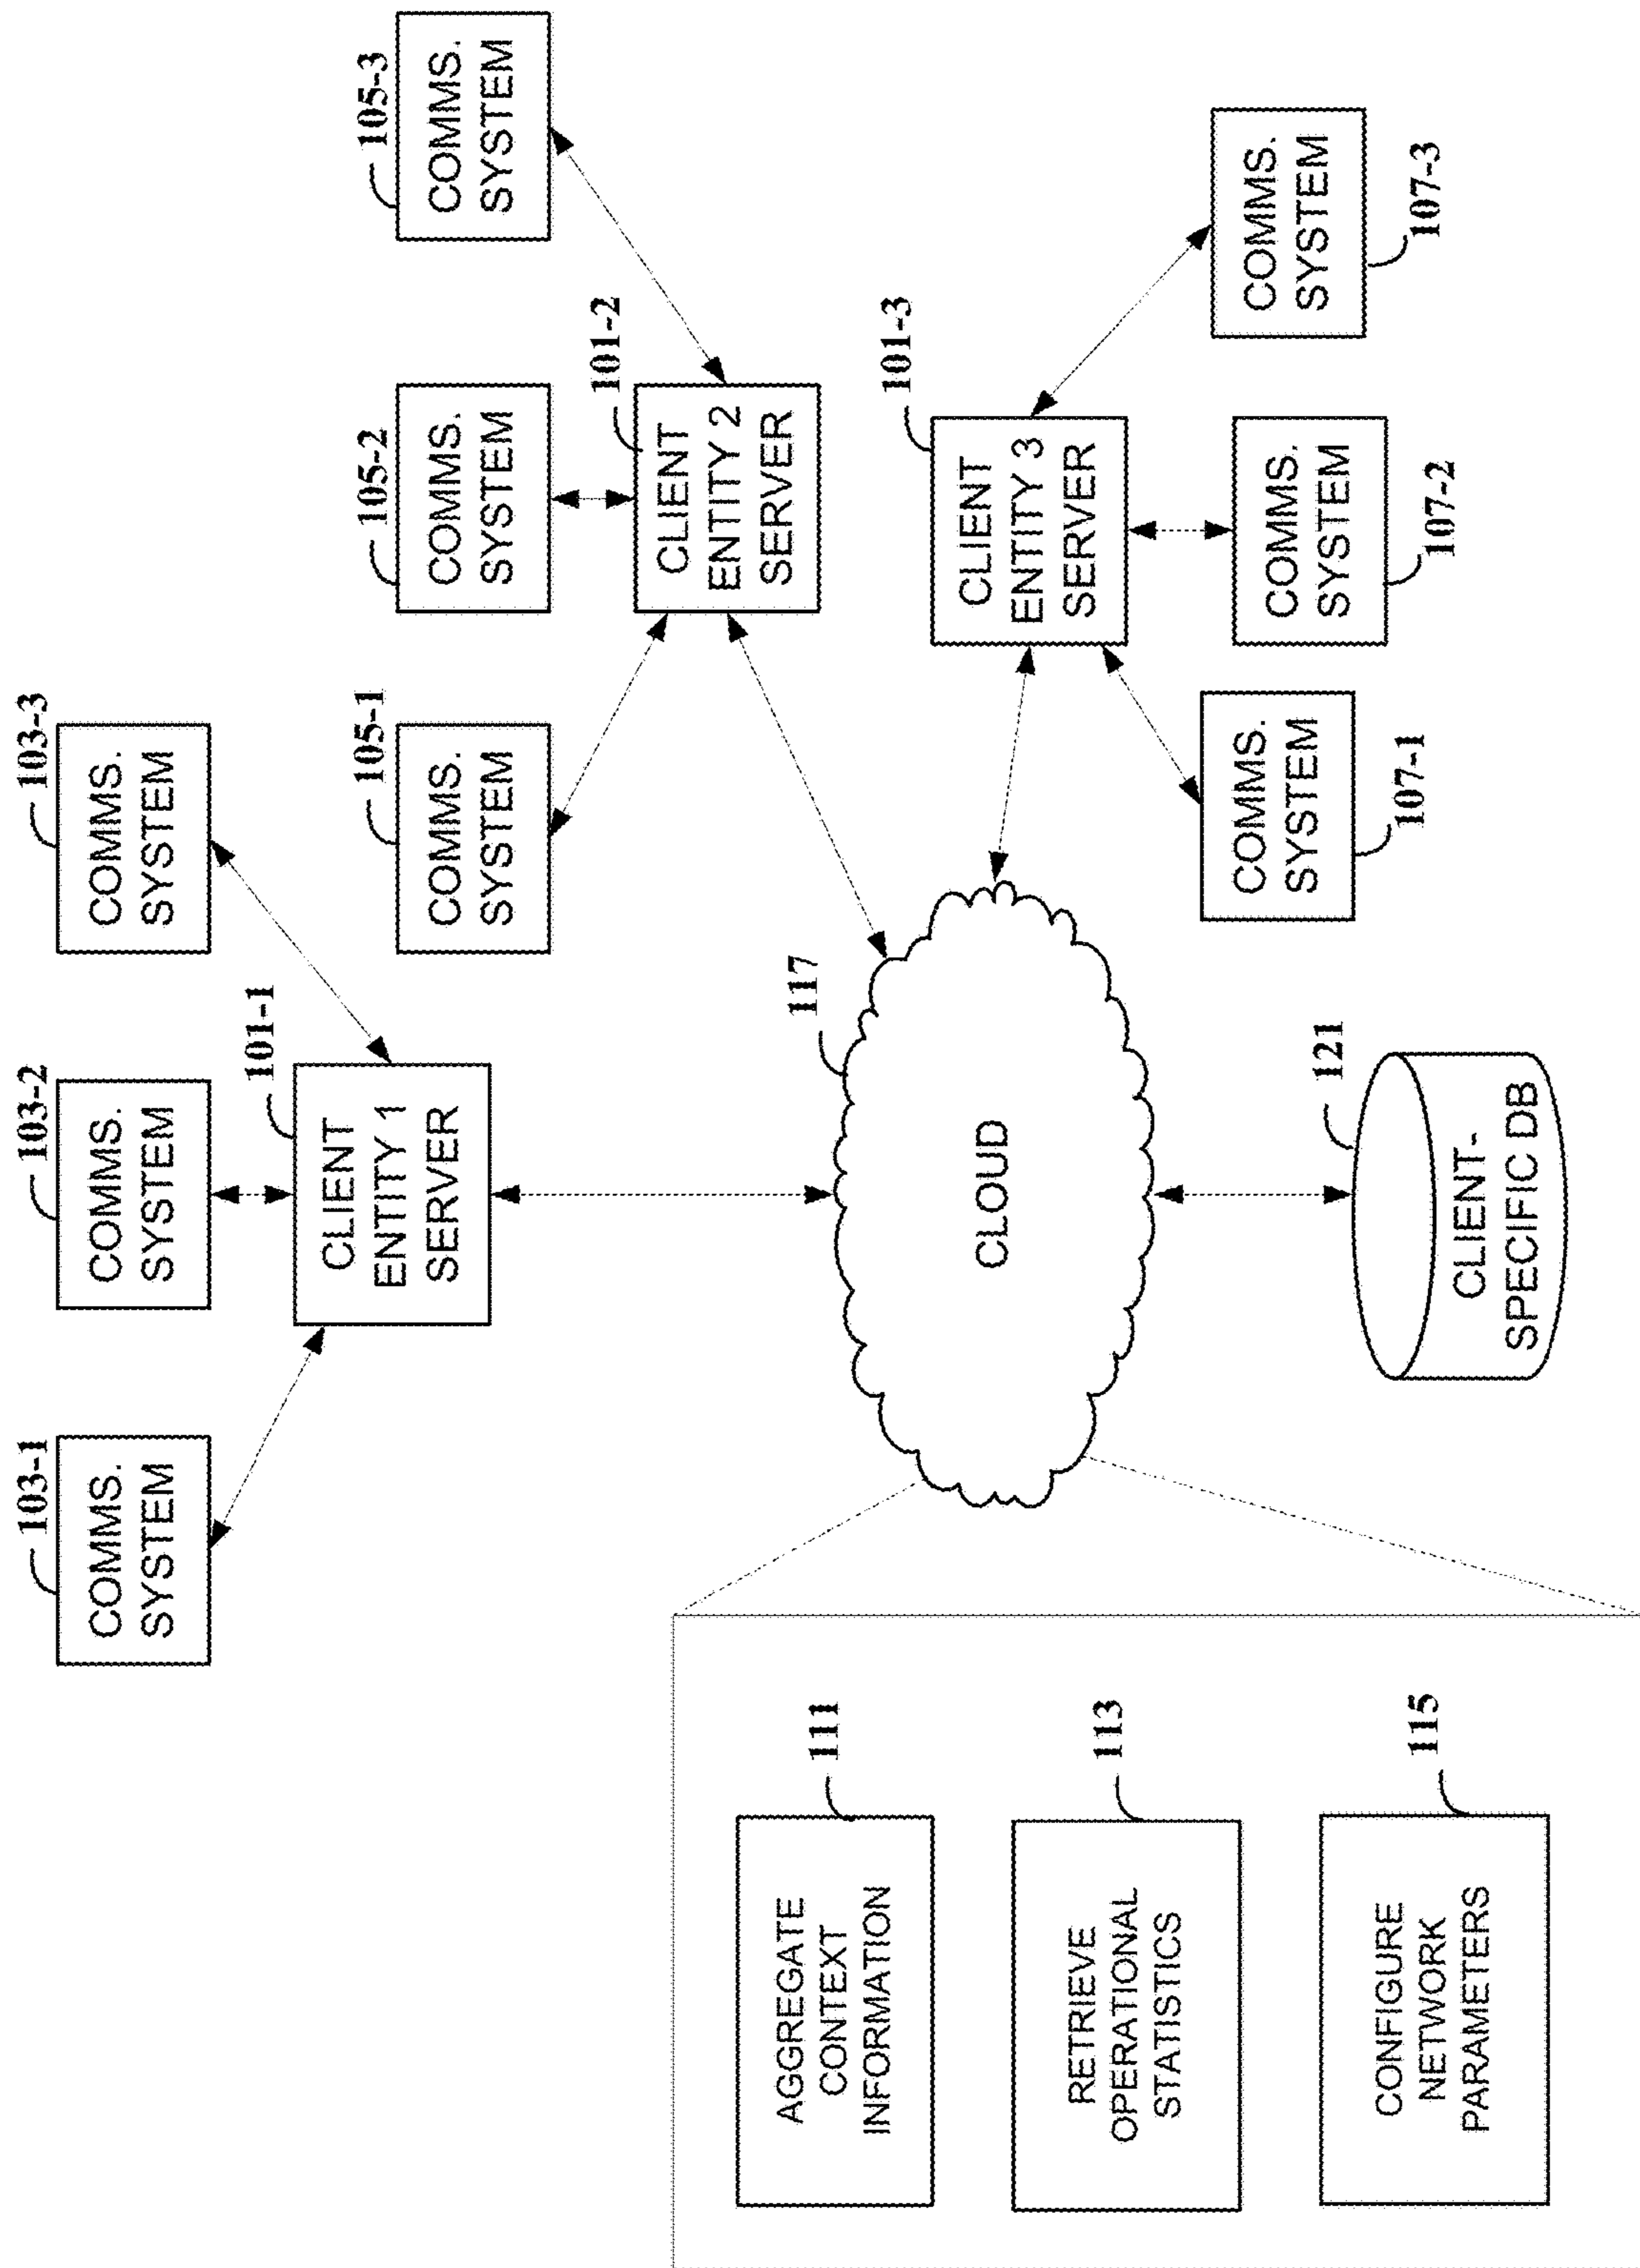 103-1
COMMS.
SYSTEM
103-2
COMMS.
SYSTEM
103-3
COMMS.
SYSTEM
101-1
CLIENT
ENTITY 1
SERVER
105-1
COMMS.
SYSTEM
105-2
COMMS.
SYSTEM
105-3
COMMS.
SYSTEM
101-2
CLIENT
ENTITY 2
SERVER
111
AGGREGATE
CONTEXT
INFORMATION
113
RETRIEVE
OPERATIONAL
STATISTICS
115
CONFIGURE
NETWORK
PARAMETERS
117
CLOUD
101-3
CLIENT
ENTITY 3
SERVER
107-1
COMMS.
SYSTEM
107-2
COMMS.
SYSTEM
107-3
COMMS.
SYSTEM
121
CLIENT-
SPECIFIC DB